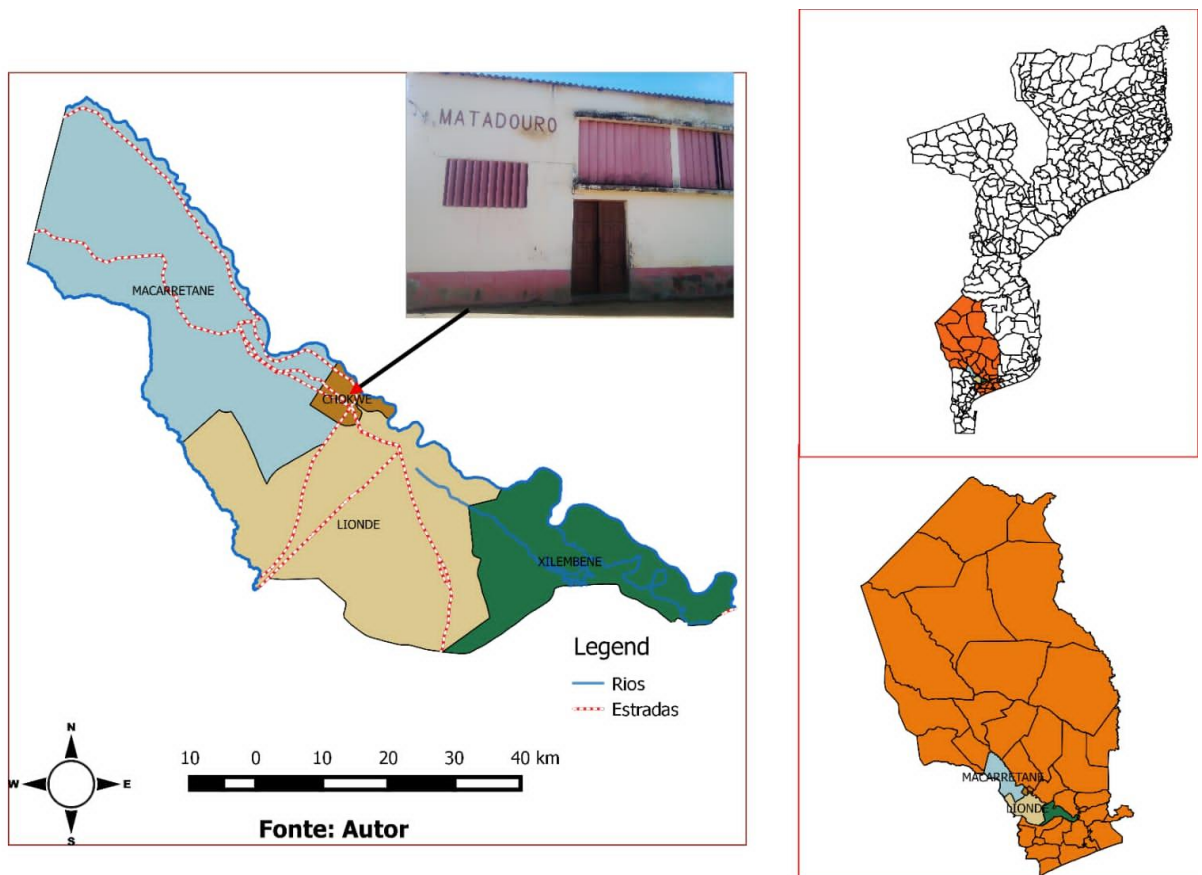 MATADOURO
MACARRETANE
CHOKWE
LIONDE
XILEMBENE
Legend
Rios
Estradas
N
W E
S
10 0 10 20 30 40 km
Fonte: Autor
MACARRETANE
LIONDE